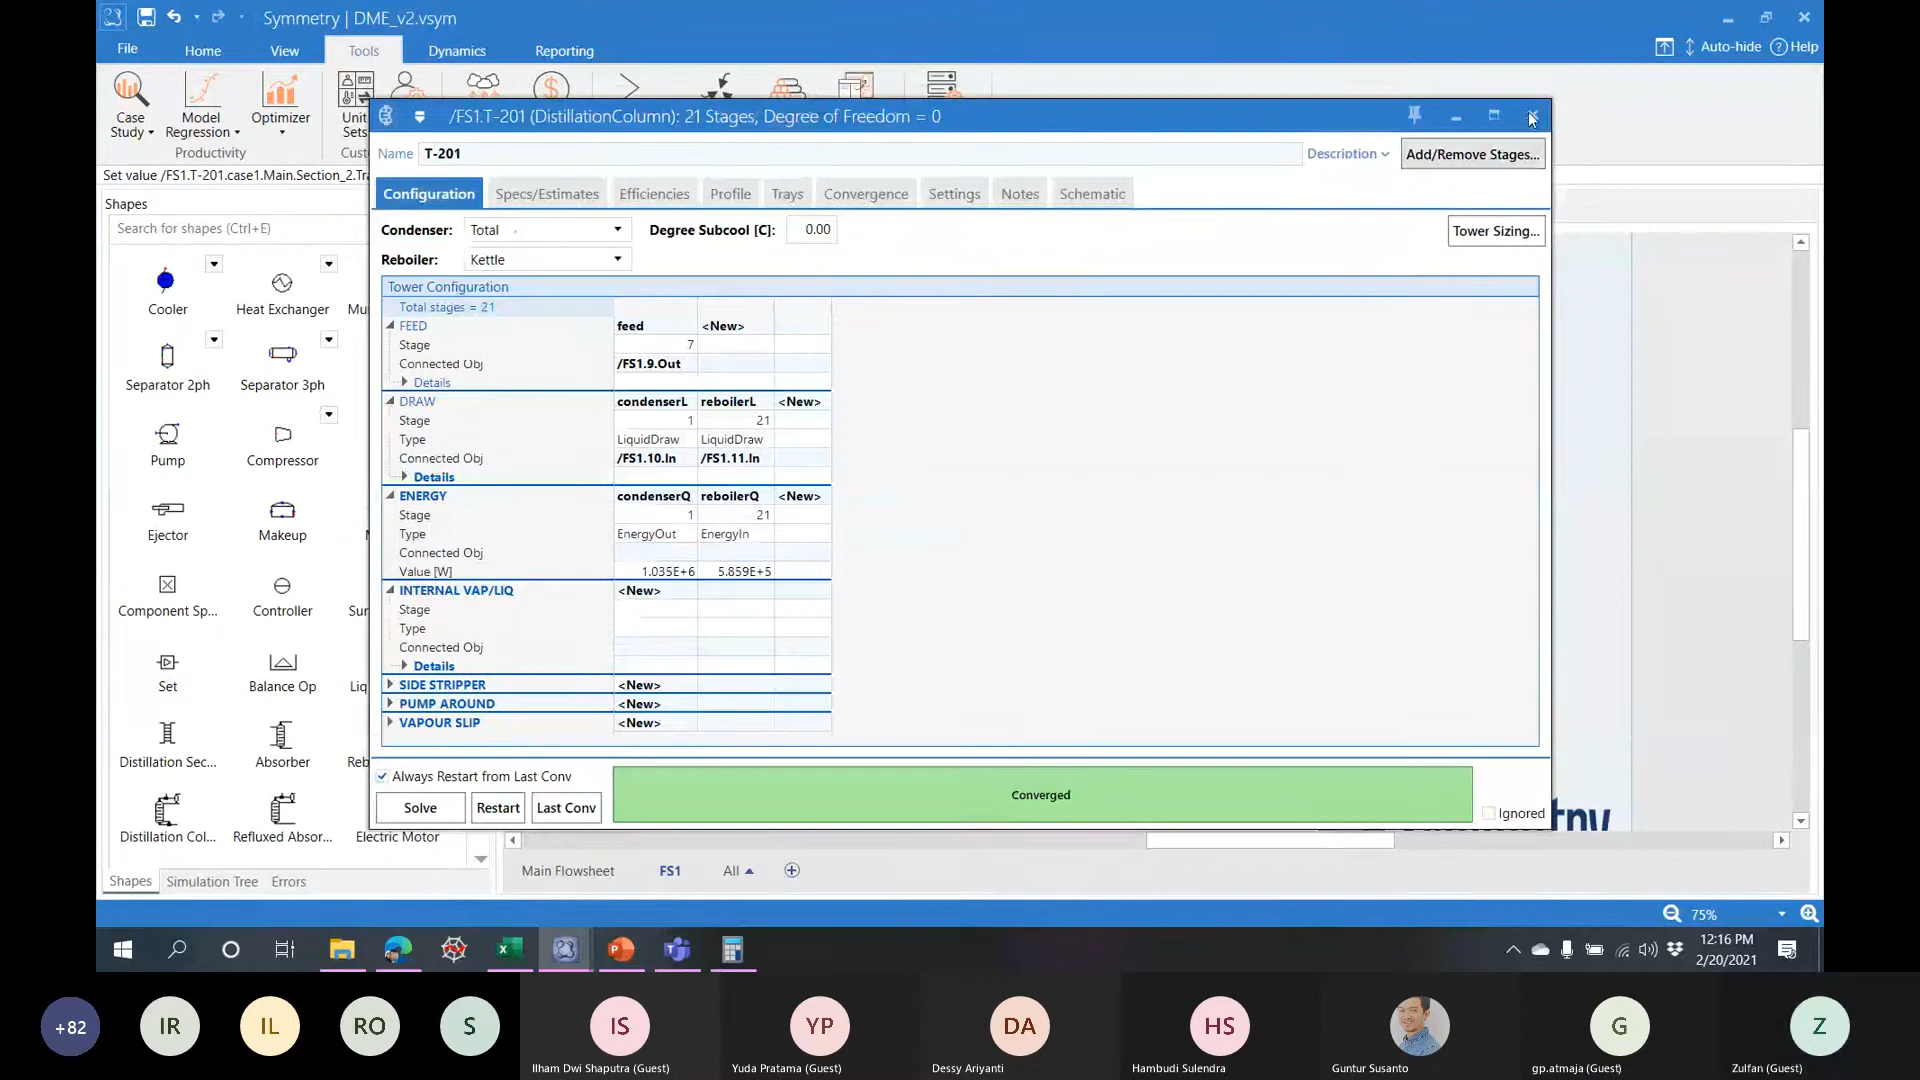 Symmetry | DME_v2.vsym
File
Home
View
Tools
Dynamics
Reporting
Auto-hide
Help
Case
Study
Model
Regression
Optimizer
Unit
Sets
Productivity
Set value /FS1.T-201.case1.Main.Section_2.Tra
/FS1.T-201 (DistillationColumn): 21 Stages, Degree of Freedom = 0
Name
T-201
Description
Add/Remove Stages...
Configuration
Specs/Estimates
Efficiencies
Profile
Trays
Convergence
Settings
Notes
Schematic
Condenser:
Total
Degree Subcool [C]:
0.00
Tower Sizing...
Reboiler:
Kettle
Tower Configuration
Total stages = 21
FEED feed <New>
Stage 7
Connected Obj /FS1.9.Out
Details
DRAW condenserL reboilerL <New>
Stage 1 21
Type LiquidDraw LiquidDraw
Connected Obj /FS1.10.In /FS1.11.In
Details
ENERGY condenserQ reboilerQ <New>
Stage 1 21
Type EnergyOut EnergyIn
Connected Obj
Value [W] 1.035E+6 5.859E+5
INTERNAL VAP/LIQ <New>
Stage
Type
Connected Obj
Details
SIDE STRIPPER <New>
PUMP AROUND <New>
VAPOUR SLIP <New>
Always Restart from Last Conv
Solve
Restart
Last Conv
Converged
Ignored
Shapes
Search for shapes (Ctrl+E)
Cooler
Heat Exchanger
Separator 2ph
Separator 3ph
Pump
Compressor
Ejector
Makeup
Component Sp...
Controller
Set
Balance Op
Distillation Sec...
Absorber
Distillation Col...
Refluxed Absor...
Electric Motor
Shapes
Simulation Tree
Errors
Main Flowsheet
FS1
All
75%
12:16 PM
2/20/2021
+82
IR
IL
RO
S
IS
YP
DA
HS
G
Z
Ilham Dwi Shaputra (Guest)
Yuda Pratama (Guest)
Dessy Ariyanti
Hambudi Sulendra
Guntur Susanto
gp.atmaja (Guest)
Zulfan (Guest)